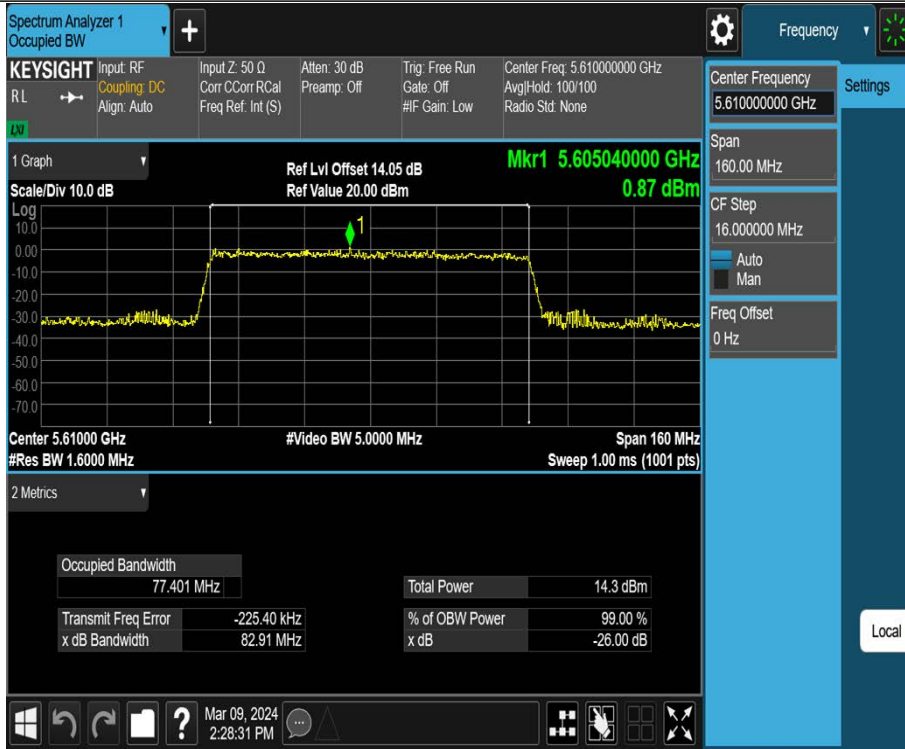 Spectrum Analyzer 1
Occupied BW
+
Frequency
KEYSIGHT
R L
LXI
Input: RF
Coupling: DC
Align: Auto
Input Z: 50 Ω
Corr CCorr RCal
Freq Ref: Int (S)
Atten: 30 dB
Preamp: Off
Trig: Free Run
Gate: Off
#IF Gain: Low
Center Freq: 5.610000000 GHz
Avg|Hold: 100/100
Radio Std: None
Center Frequency
5.610000000 GHz
Settings
Span
160.00 MHz
CF Step
16.000000 MHz
Auto
Man
Freq Offset
0 Hz
Local
1 Graph
Scale/Div 10.0 dB
Ref Lvl Offset 14.05 dB
Ref Value 20.00 dBm
Mkr1 5.605040000 GHz
0.87 dBm
Log
10.0
0.00
-10.0
-20.0
-30.0
-40.0
-50.0
-60.0
-70.0
1
Center 5.61000 GHz
#Res BW 1.6000 MHz
#Video BW 5.0000 MHz
Span 160 MHz
Sweep 1.00 ms (1001 pts)
2 Metrics
Occupied Bandwidth
77.401 MHz
Total Power 14.3 dBm
Transmit Freq Error -225.40 kHz
% of OBW Power 99.00 %
x dB Bandwidth 82.91 MHz
x dB -26.00 dB
?
Mar 09, 2024
2:28:31 PM